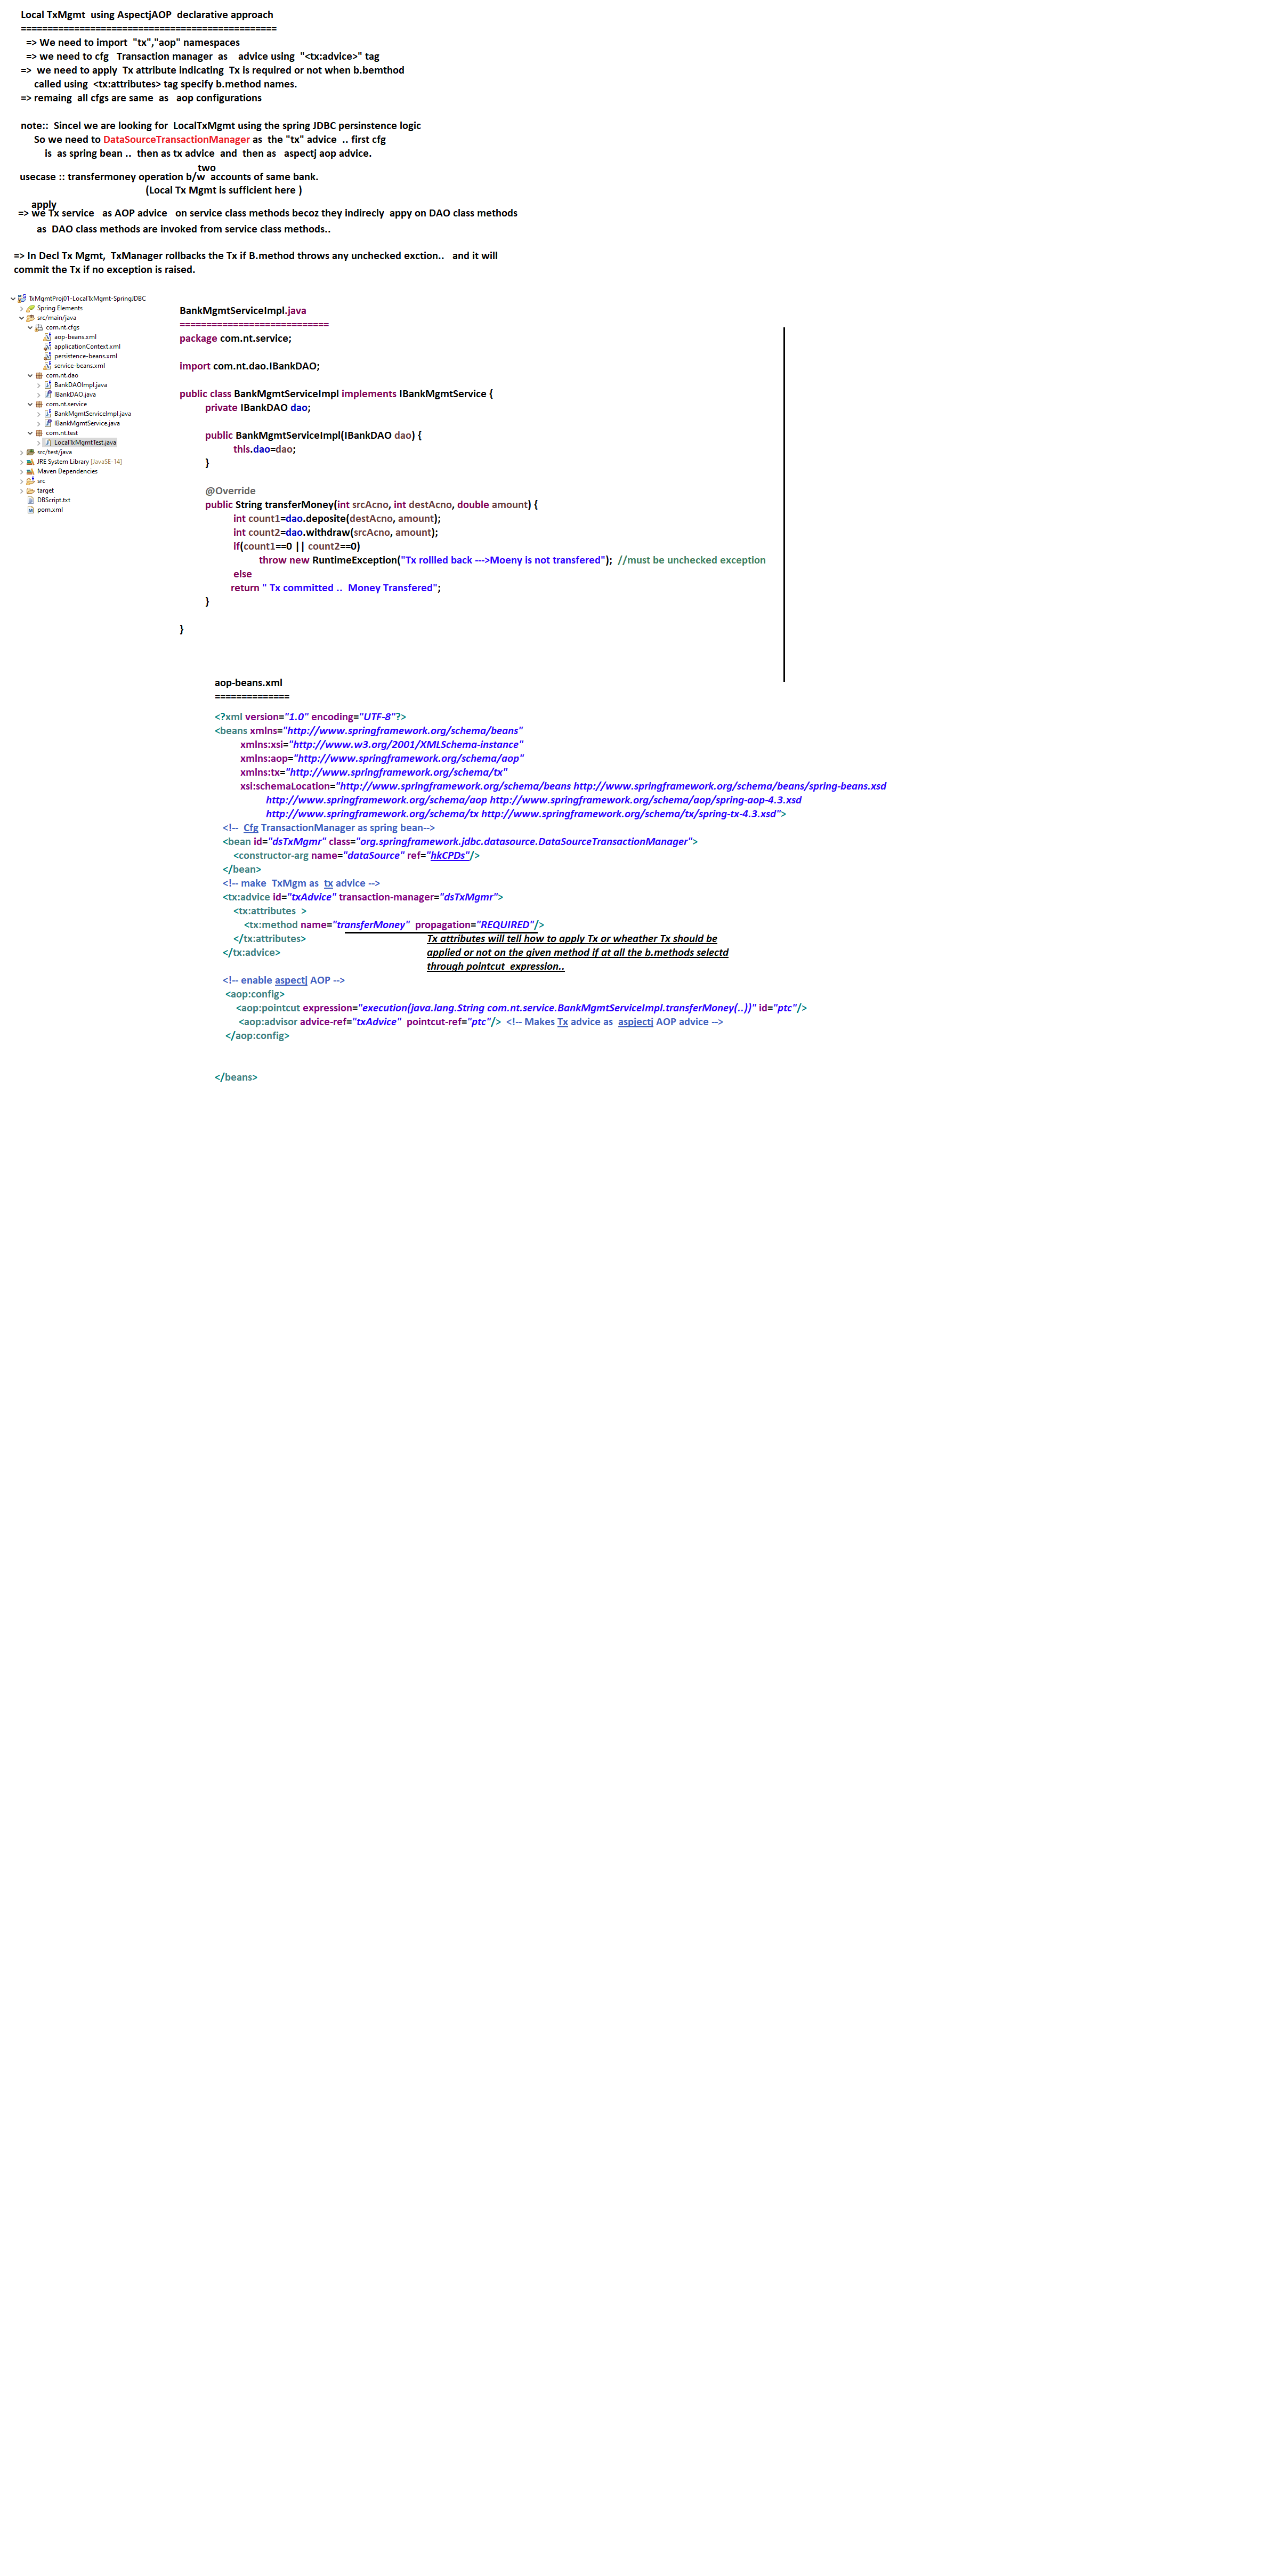 Local TxMgmt  using AspectjAOP  declarative approach
================================================
=> We need to import  "tx","aop" namespaces
=> we need to cfg   Transaction manager  as    advice using  "<tx:advice>" tag
=>  we need to apply  Tx attribute indicating  Tx is required or not when b.bemthod
called using  <tx:attributes> tag specify b.method names.
=> remaing  all cfgs are same  as   aop configurations
note::  Sincel we are looking for  LocalTxMgmt using the spring JDBC persinstence logic
So we need to DataSourceTransactionManager as  the "tx" advice  .. first cfg
is  as spring bean ..  then as tx advice  and  then as   aspectj aop advice.
two
usecase :: transfermoney operation b/w  accounts of same bank.
(Local Tx Mgmt is sufficient here )
apply
=> we Tx service   as AOP advice   on service class methods becoz they indirecly  appy on DAO class methods
as  DAO class methods are invoked from service class methods..
=> In Decl Tx Mgmt,  TxManager rollbacks the Tx if B.method throws any unchecked exction..   and it will
commit the Tx if no exception is raised.
TxMgmtProj01-LocalTxMgmt-SpringJDBC
Spring Elements
src/main/java
com.nt.cfgs
aop-beans.xml
applicationContext.xml
persistence-beans.xml
service-beans.xml
com.nt.dao
BankDAOImpl.java
IBankDAO.java
com.nt.service
BankMgmtServiceImpl.java
IBankMgmtService.java
com.nt.test
LocalTxMgmtTest.java
src/test/java
JRE System Library [JavaSE-14]
Maven Dependencies
src
target
DBScript.txt
pom.xml
BankMgmtServiceImpl.java
============================
package com.nt.service;
import com.nt.dao.IBankDAO;
public class BankMgmtServiceImpl implements IBankMgmtService {
private IBankDAO dao;
public BankMgmtServiceImpl(IBankDAO dao) {
this.dao=dao;
}
@Override
public String transferMoney(int srcAcno, int destAcno, double amount) {
int count1=dao.deposite(destAcno, amount);
int count2=dao.withdraw(srcAcno, amount);
if(count1==0 || count2==0)
throw new RuntimeException("Tx rollled back --->Moeny is not transfered");  //must be unchecked exception
else
return " Tx committed ..  Money Transfered";
}
}
aop-beans.xml
==============
<?xml version="1.0" encoding="UTF-8"?>
<beans xmlns="http://www.springframework.org/schema/beans"
xmlns:xsi="http://www.w3.org/2001/XMLSchema-instance"
xmlns:aop="http://www.springframework.org/schema/aop"
xmlns:tx="http://www.springframework.org/schema/tx"
xsi:schemaLocation="http://www.springframework.org/schema/beans http://www.springframework.org/schema/beans/spring-beans.xsd
http://www.springframework.org/schema/aop http://www.springframework.org/schema/aop/spring-aop-4.3.xsd
http://www.springframework.org/schema/tx http://www.springframework.org/schema/tx/spring-tx-4.3.xsd">
<!--  Cfg TransactionManager as spring bean-->
<bean id="dsTxMgmr" class="org.springframework.jdbc.datasource.DataSourceTransactionManager">
<constructor-arg name="dataSource" ref="hkCPDs"/>
</bean>
<!-- make  TxMgm as  tx advice -->
<tx:advice id="txAdvice" transaction-manager="dsTxMgmr">
<tx:attributes  >
<tx:method name="transferMoney"  propagation="REQUIRED"/>
</tx:attributes>
Tx attributes will tell how to apply Tx or wheather Tx should be
</tx:advice>
applied or not on the given method if at all the b.methods selectd
through pointcut  expression..
<!-- enable aspectj AOP -->
<aop:config>
<aop:pointcut expression="execution(java.lang.String com.nt.service.BankMgmtServiceImpl.transferMoney(..))" id="ptc"/>
<aop:advisor advice-ref="txAdvice"  pointcut-ref="ptc"/>  <!-- Makes Tx advice as  aspjectj AOP advice -->
</aop:config>
</beans>